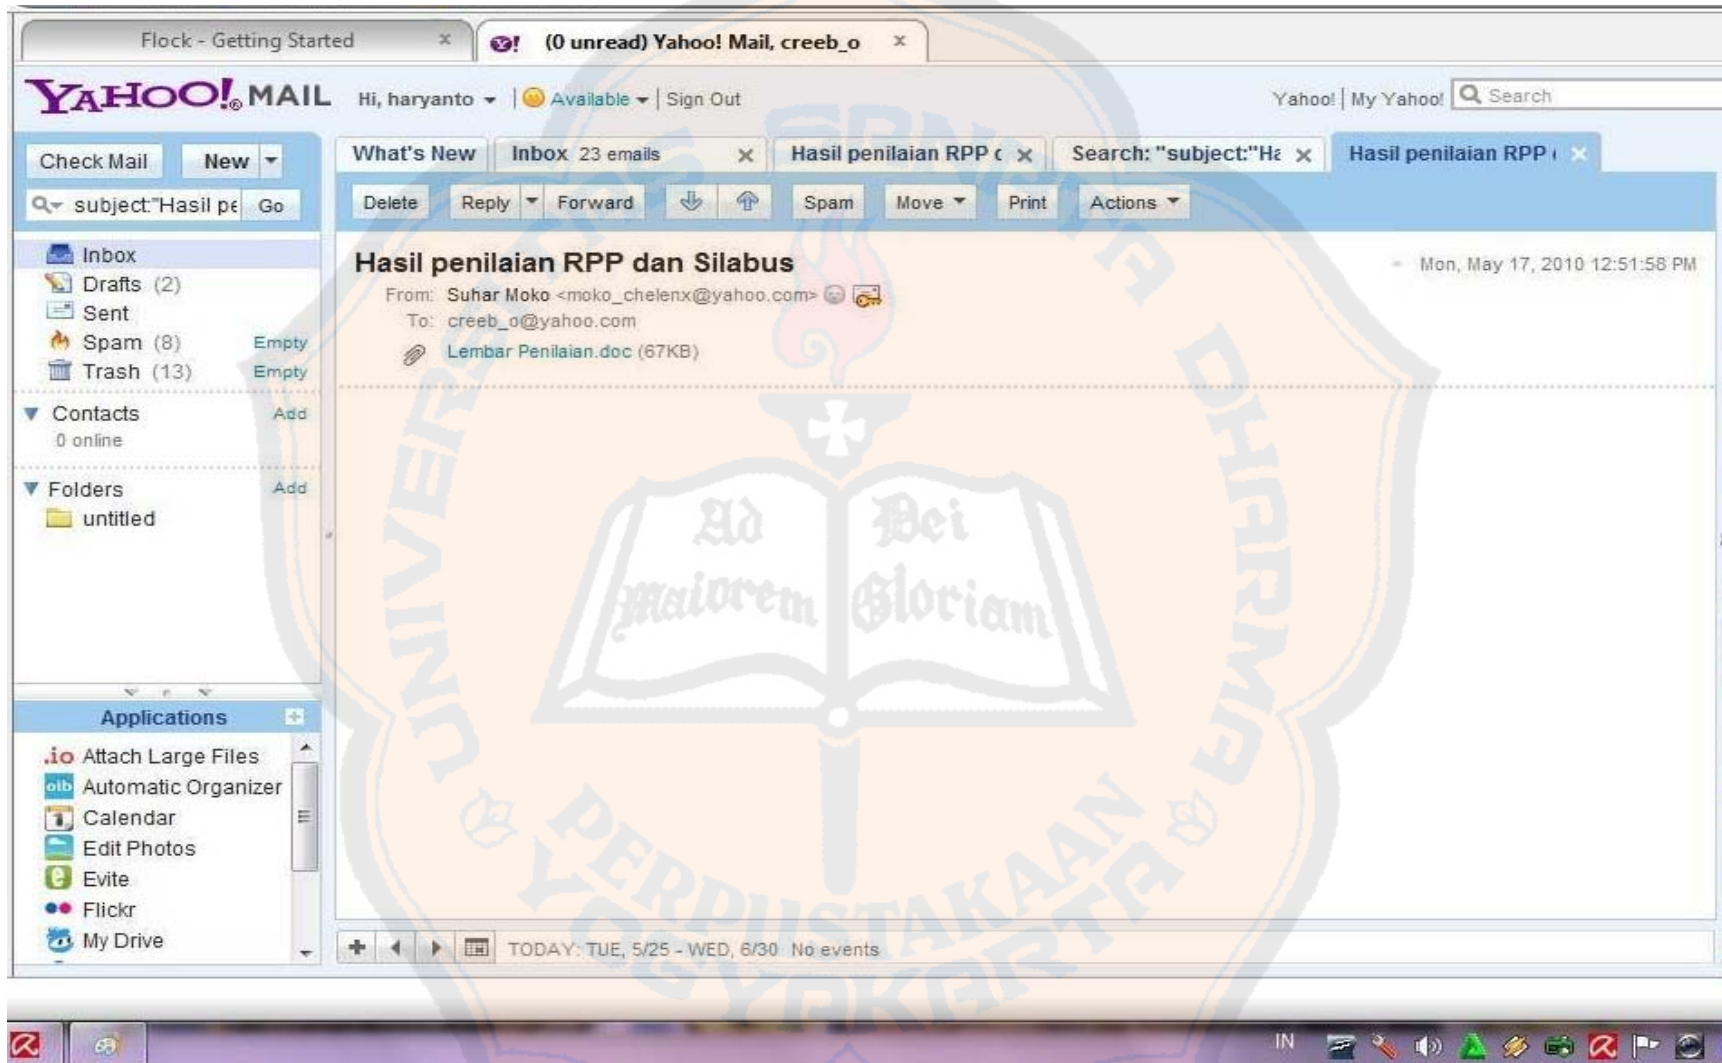 Flock - Getting Started x (0 unread) Yahoo! Mail, creeb_o x
YAHOO! MAIL Hi, haryanto | Available | Sign Out Yahoo! | My Yahoo! Search
What's New Inbox 23 emails x Hasil penilaian RPP c x Search: "subject:"Ha x Hasil penilaian RPP x
Check Mail New
Delete Reply Forward Spam Move Print Actions
subject:"Hasil pe Go
Hasil penilaian RPP dan Silabus
Mon, May 17, 2010 12:51:58 PM
From: Suhar Moko <moko_chelenx@yahoo.com>
To: creeb_o@yahoo.com
Lembar Penilaian.doc (67KB)
Inbox
Drafts (2)
Sent
Spam (8) Empty
Trash (13) Empty
Contacts Add
0 online
Folders Add
untitled
Applications
.io Attach Large Files
oib Automatic Organizer
Calendar
Edit Photos
Evite
Flickr
My Drive
TODAY: TUE, 5/25 - WED, 6/30 No events
IN
UNIVERSITAS SANATA DHARMA
Ad Dei
Maiorem Gloriam
PERPUSTAKAAN
YOGYAKARTA